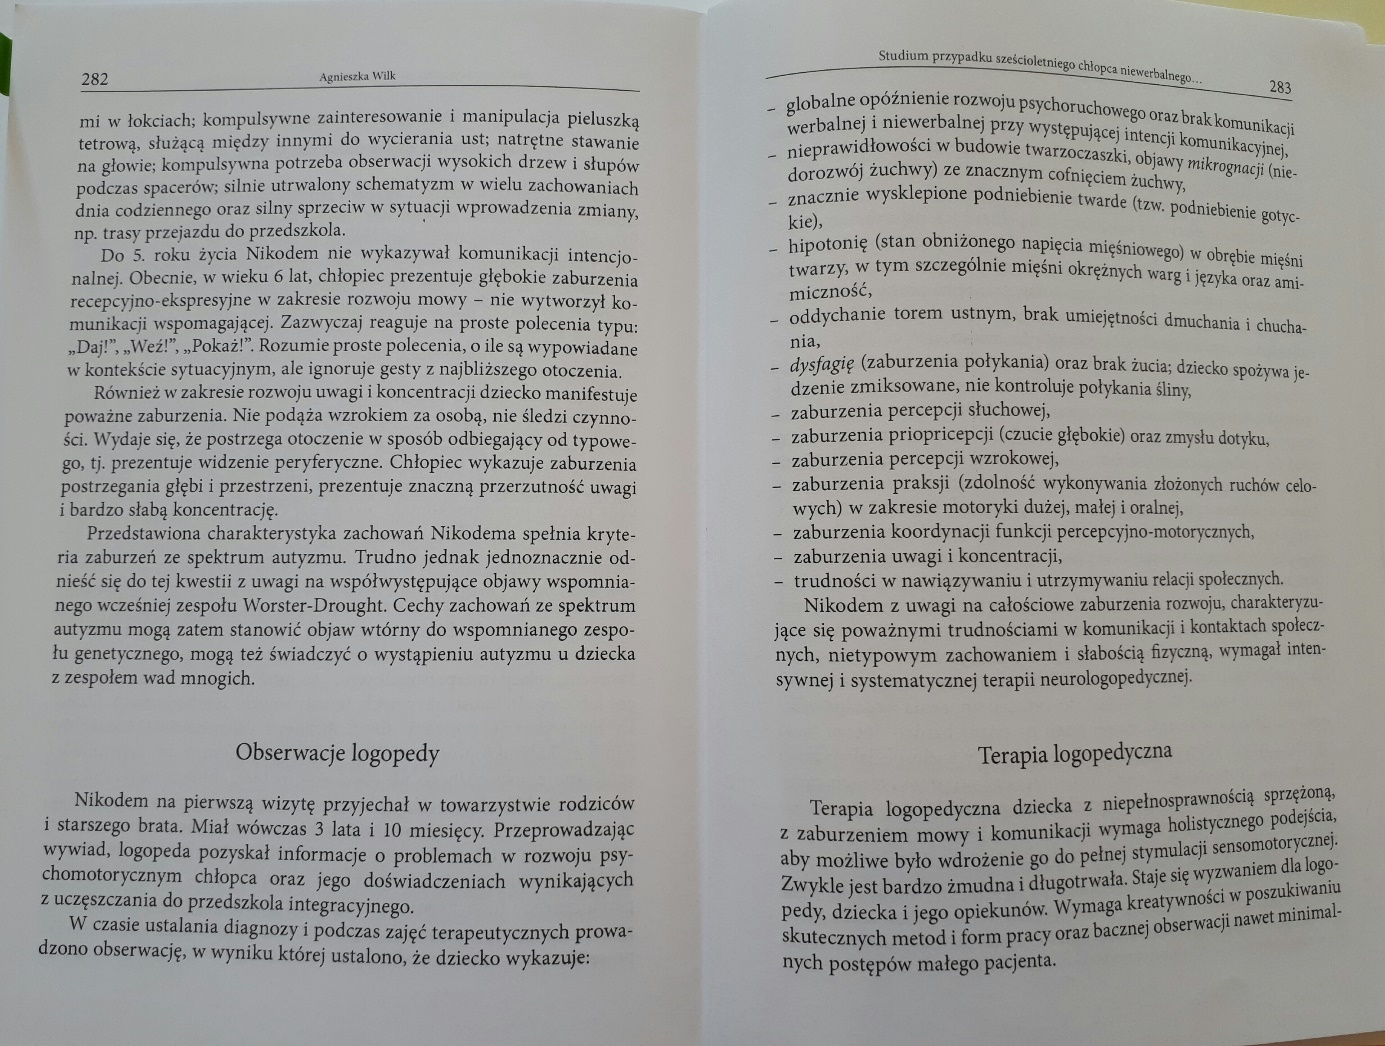 282
Agnieszka Wilk
mi w łokciach; kompulsywne zainteresowanie i manipulacja pieluszką
tetrową, służącą między innymi do wycierania ust; natrętne stawanie
na głowie; kompulsywna potrzeba obserwacji wysokich drzew i słupów
podczas spacerów; silnie utrwalony schematyzm w wielu zachowaniach
dnia codziennego oraz silny sprzeciw w sytuacji wprowadzenia zmiany,
np. trasy przejazdu do przedszkola.
Do 5. roku życia Nikodem nie wykazywał komunikacji intencjo-
nalnej. Obecnie, w wieku 6 lat, chłopiec prezentuje głębokie zaburzenia
recepcyjno-ekspresyjne w zakresie rozwoju mowy – nie wytworzył ko-
munikacji wspomagającej. Zazwyczaj reaguje na proste polecenia typu:
„Daj!”, „Weź!”, „Pokaż!”. Rozumie proste polecenia, o ile są wypowiadane
w kontekście sytuacyjnym, ale ignoruje gesty z najbliższego otoczenia.
Również w zakresie rozwoju uwagi i koncentracji dziecko manifestuje
poważne zaburzenia. Nie podąża wzrokiem za osobą, nie śledzi czynno-
ści. Wydaje się, że postrzega otoczenie w sposób odbiegający od typowe-
go, tj. prezentuje widzenie peryferyczne. Chłopiec wykazuje zaburzenia
postrzegania głębi i przestrzeni, prezentuje znaczną przerzutność uwagi
i bardzo słabą koncentrację.
Przedstawiona charakterystyka zachowań Nikodema spełnia kryte-
ria zaburzeń ze spektrum autyzmu. Trudno jednak jednoznacznie od-
nieść się do tej kwestii z uwagi na współwystępujące objawy wspomnia-
nego wcześniej zespołu Worster-Drought. Cechy zachowań ze spektrum
autyzmu mogą zatem stanowić objaw wtórny do wspomnianego zespo-
łu genetycznego, mogą też świadczyć o wystąpieniu autyzmu u dziecka
z zespołem wad mnogich.
Obserwacje logopedy
Nikodem na pierwszą wizytę przyjechał w towarzystwie rodziców
i starszego brata. Miał wówczas 3 lata i 10 miesięcy. Przeprowadzając
wywiad, logopeda pozyskał informacje o problemach w rozwoju psy-
chomotorycznym chłopca oraz jego doświadczeniach wynikających
z uczęszczania do przedszkola integracyjnego.
W czasie ustalania diagnozy i podczas zajęć terapeutycznych prowa-
dzono obserwację, w wyniku której ustalono, że dziecko wykazuje:
Studium przypadku sześcioletniego chłopca niewerbalnego...
283
– globalne opóźnienie rozwoju psychoruchowego oraz brak komunikacji
werbalnej i niewerbalnej przy występującej intencji komunikacyjnej,
– nieprawidłowości w budowie twarzoczaszki, objawy mikrognacji (nie-
dorozwój żuchwy) ze znacznym cofnięciem żuchwy,
– znacznie wysklepione podniebienie twarde (tzw. podniebienie gotyc-
kie),
– hipotonię (stan obniżonego napięcia mięśniowego) w obrębie mięśni
twarzy, w tym szczególnie mięśni okrężnych warg i języka oraz ami-
miczność,
– oddychanie torem ustnym, brak umiejętności dmuchania i chucha-
nia,
– dysfagię (zaburzenia połykania) oraz brak żucia; dziecko spożywa je-
dzenie zmiksowane, nie kontroluje połykania śliny,
– zaburzenia percepcji słuchowej,
– zaburzenia priopricepcji (czucie głębokie) oraz zmysłu dotyku,
– zaburzenia percepcji wzrokowej,
– zaburzenia praksji (zdolność wykonywania złożonych ruchów celo-
wych) w zakresie motoryki dużej, małej i oralnej,
– zaburzenia koordynacji funkcji percepcyjno-motorycznych,
– zaburzenia uwagi i koncentracji,
– trudności w nawiązywaniu i utrzymywaniu relacji społecznych.
Nikodem z uwagi na całościowe zaburzenia rozwoju, charakteryzu-
jące się poważnymi trudnościami w komunikacji i kontaktach społecz-
nych, nietypowym zachowaniem i słabością fizyczną, wymagał inten-
sywnej i systematycznej terapii neurologopedycznej.
Terapia logopedyczna
Terapia logopedyczna dziecka z niepełnosprawnością sprzężoną,
z zaburzeniem mowy i komunikacji wymaga holistycznego podejścia,
aby możliwe było wdrożenie go do pełnej stymulacji sensomotorycznej.
Zwykle jest bardzo żmudna i długotrwała. Staje się wyzwaniem dla logo-
pedy, dziecka i jego opiekunów. Wymaga kreatywności w poszukiwaniu
skutecznych metod i form pracy oraz bacznej obserwacji nawet minimal-
nych postępów małego pacjenta.